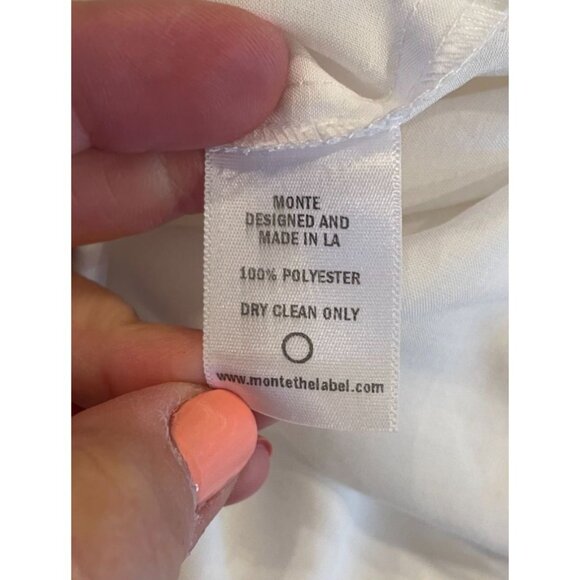 MONTE
DESIGNED AND
MADE IN LA
100% POLYESTER
DRY CLEAN ONLY
www.montethelabel.com